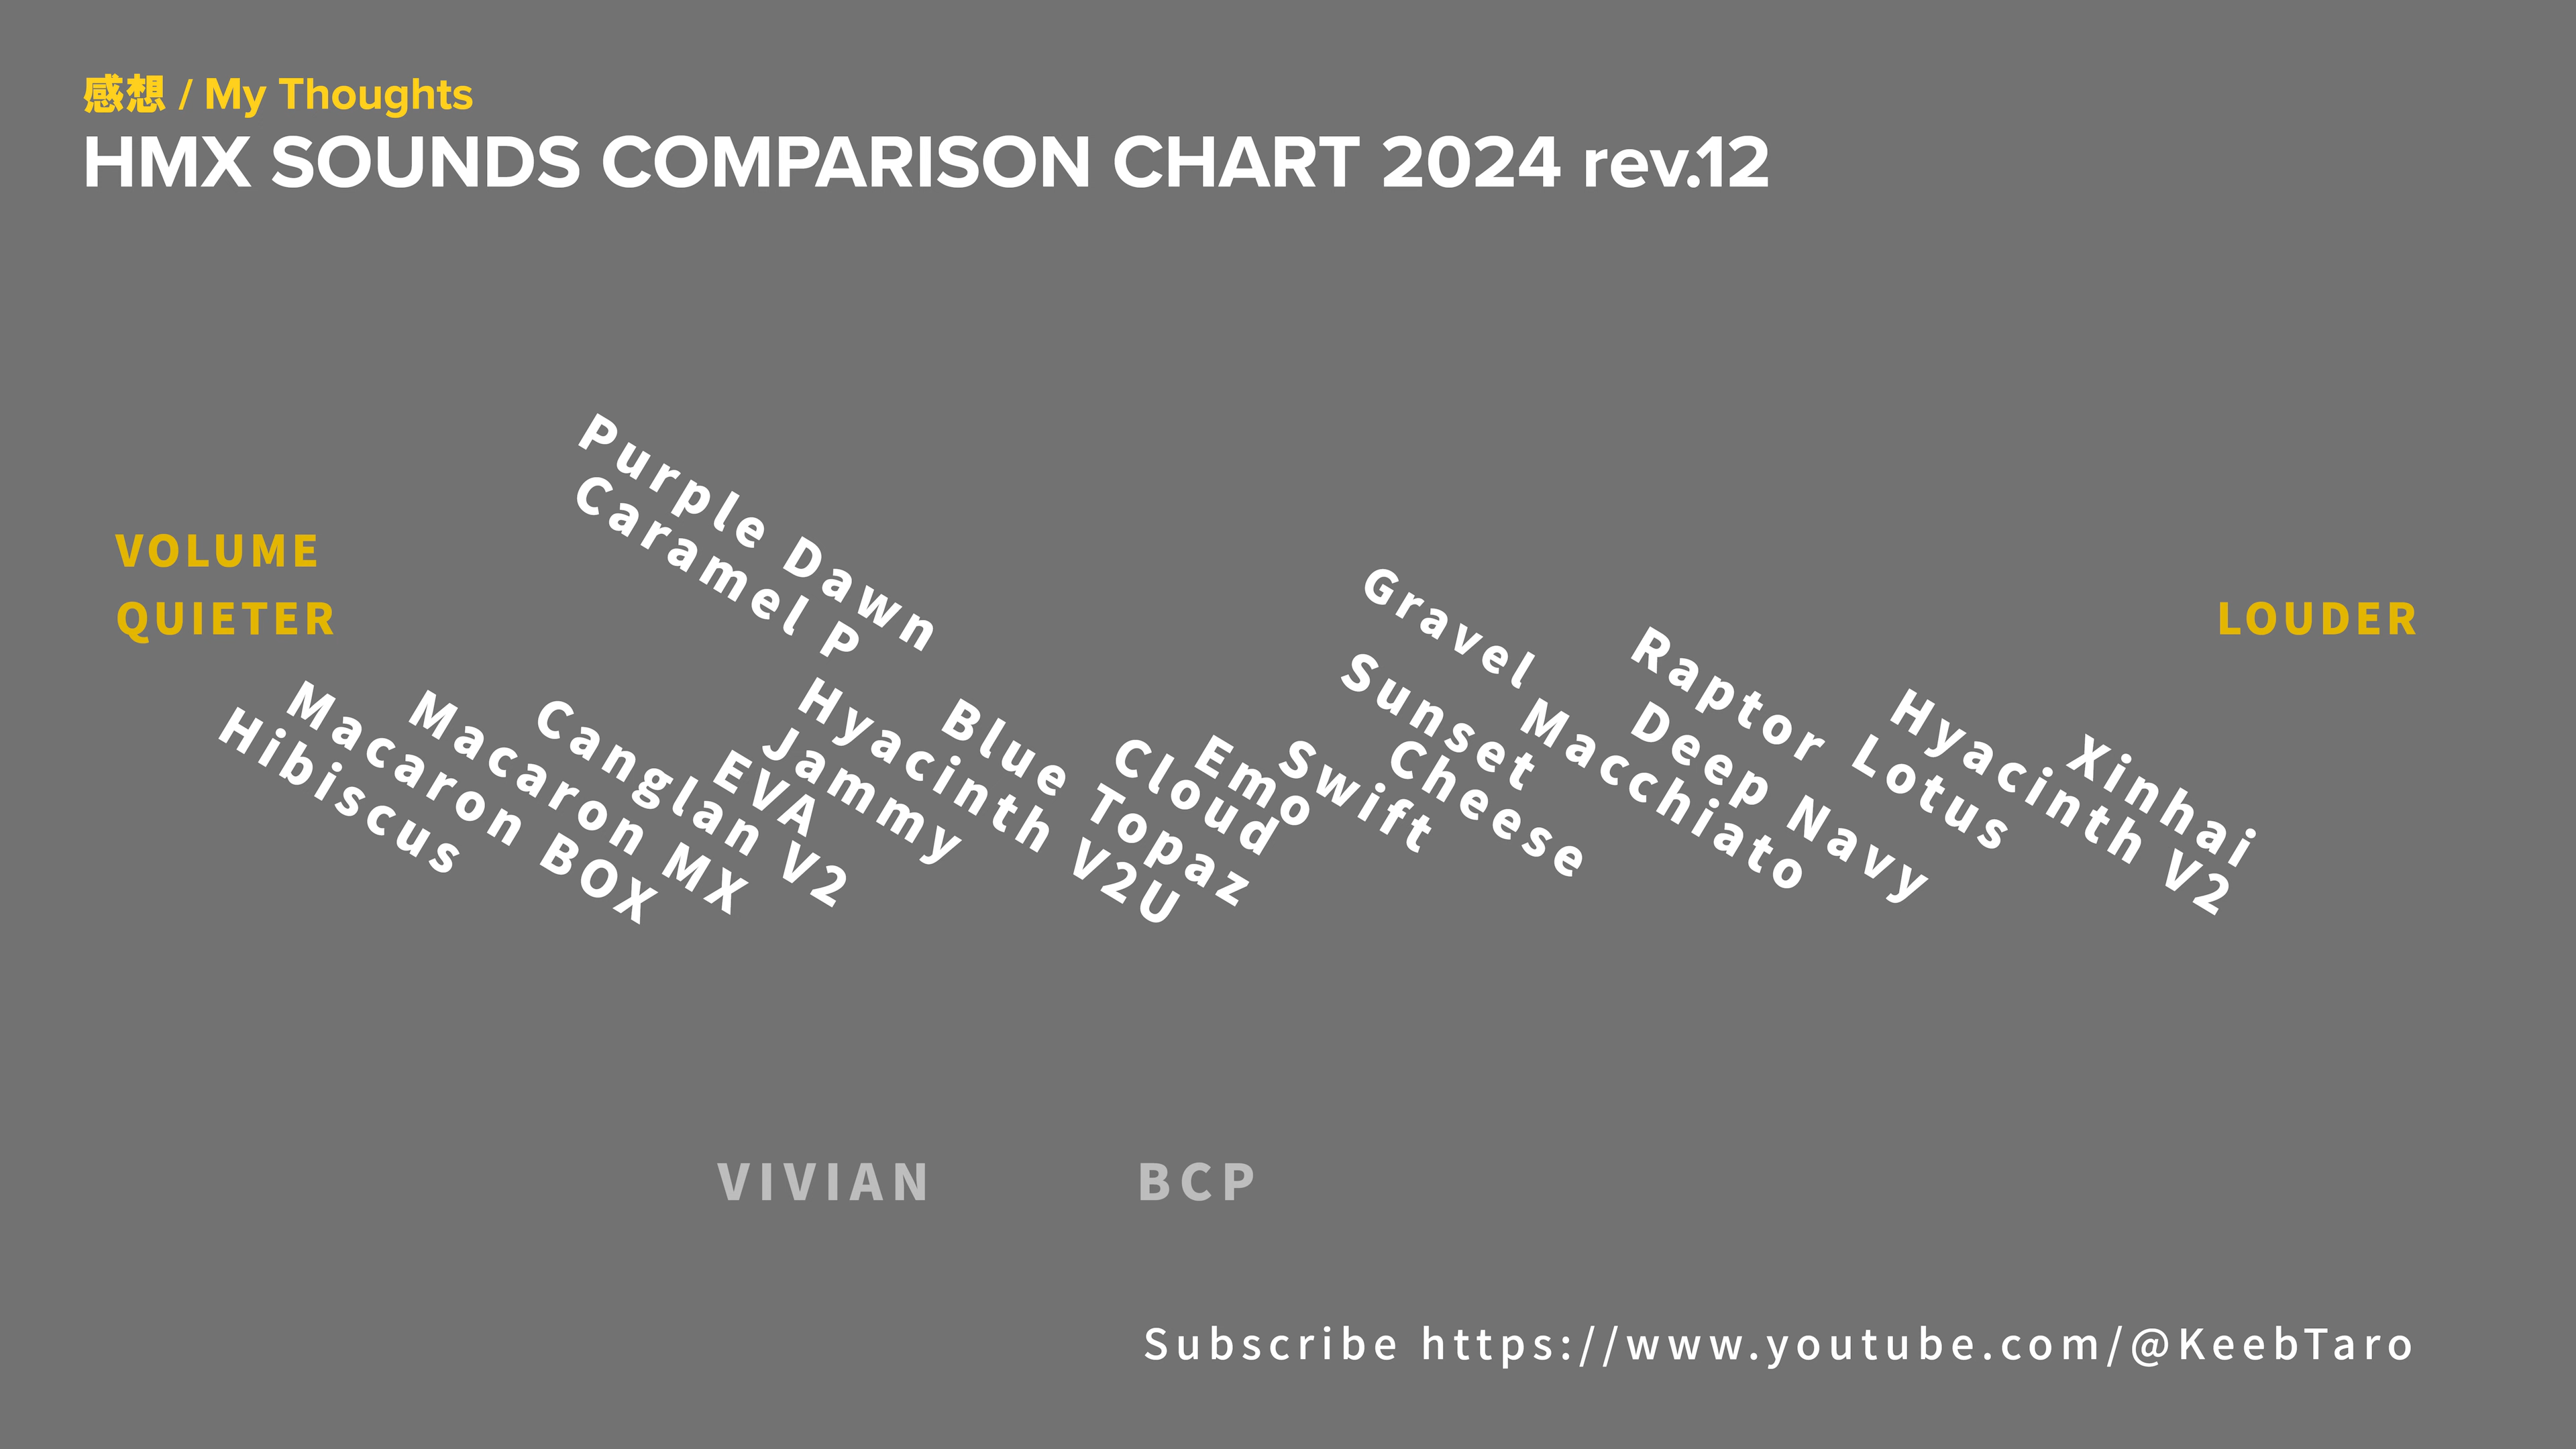 感想 / My Thoughts
HMX SOUNDS COMPARISON CHART 2024 rev.12
VOLUME
QUIETER
LOUDER
Purple Dawn
Caramel P
Hibiscus
Macaron BOX
Macaron MX
Canglan V2
EVA
Jammy
Hyacinth V2U
Blue Topaz
Cloud
Emo
Swift
Cheese
Sunset
Gravel
Macchiato
Deep Navy
Raptor
Lotus
Hyacinth V2
Xinhai
VIVIAN
BCP
Subscribe https://www.youtube.com/@KeebTaro